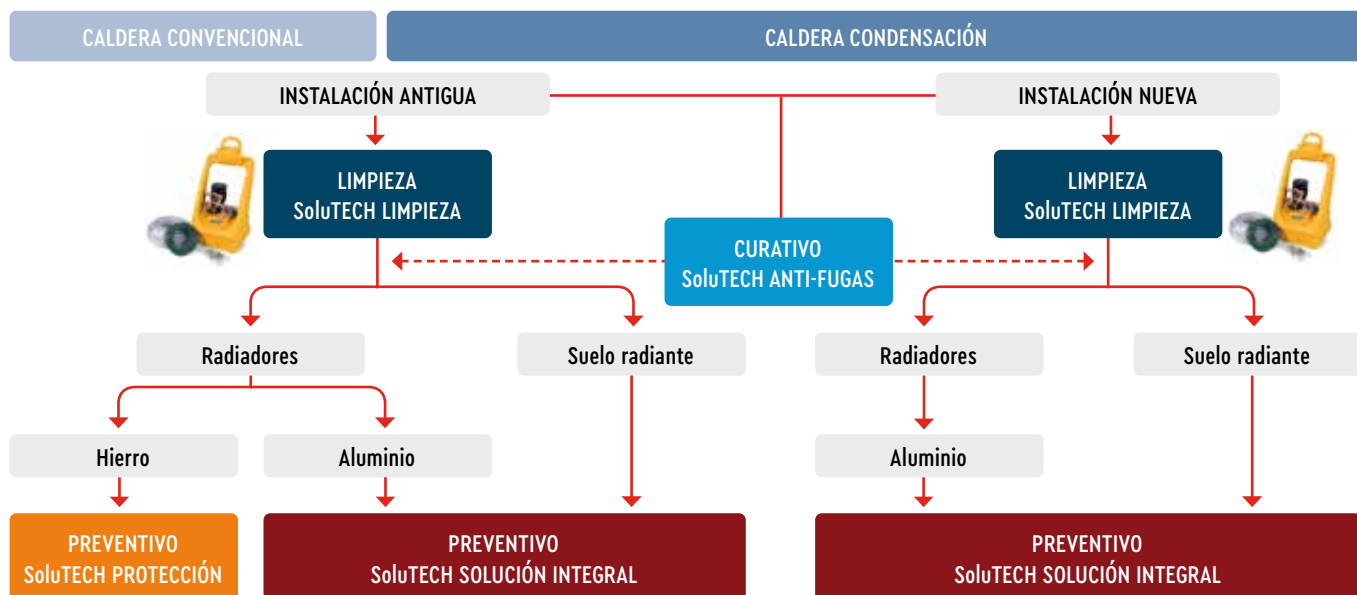 CALDERA CONVENCIONAL
CALDERA CONDENSACIÓN
INSTALACIÓN ANTIGUA
INSTALACIÓN NUEVA
LIMPIEZA
SoluTECH LIMPIEZA
LIMPIEZA
SoluTECH LIMPIEZA
CURATIVO
SoluTECH ANTI-FUGAS
Radiadores
Suelo radiante
Radiadores
Suelo radiante
Hierro
Aluminio
Aluminio
PREVENTIVO
SoluTECH PROTECCIÓN
PREVENTIVO
SoluTECH SOLUCIÓN INTEGRAL
PREVENTIVO
SoluTECH SOLUCIÓN INTEGRAL